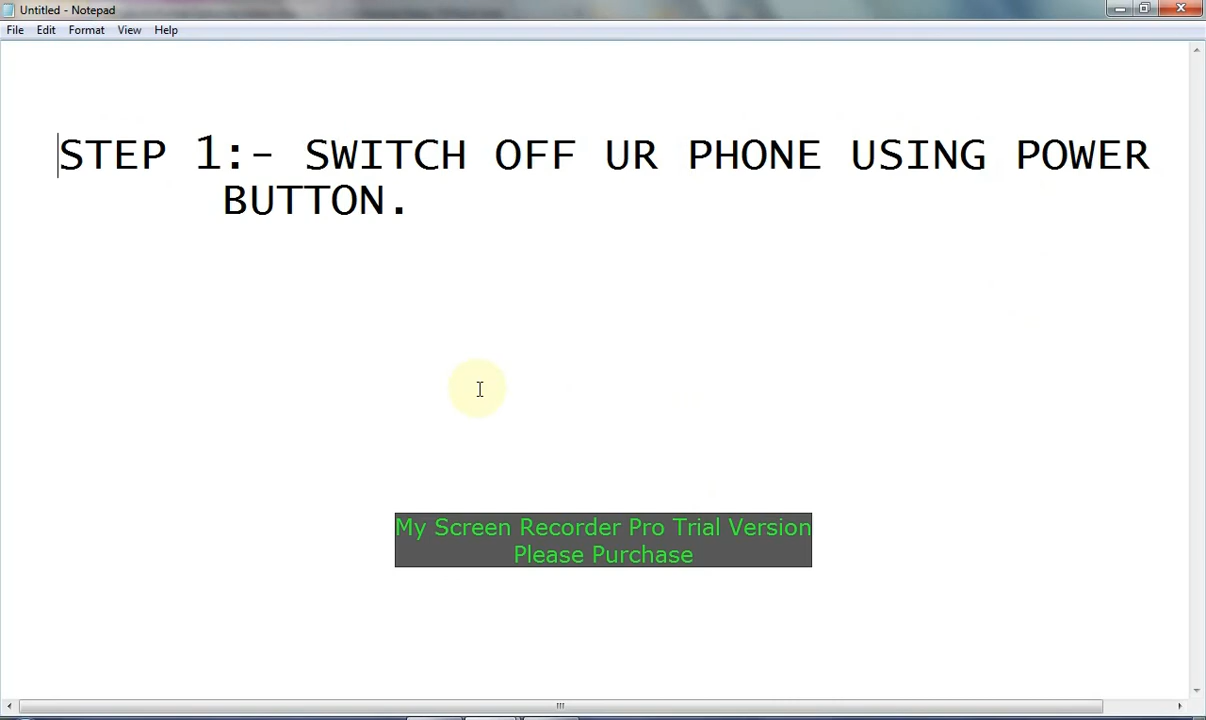 Untitled - Notepad
File Edit Format View Help
STEP 1:- SWITCH OFF UR PHONE USING POWER
BUTTON.
My Screen Recorder Pro Trial Version
Please Purchase